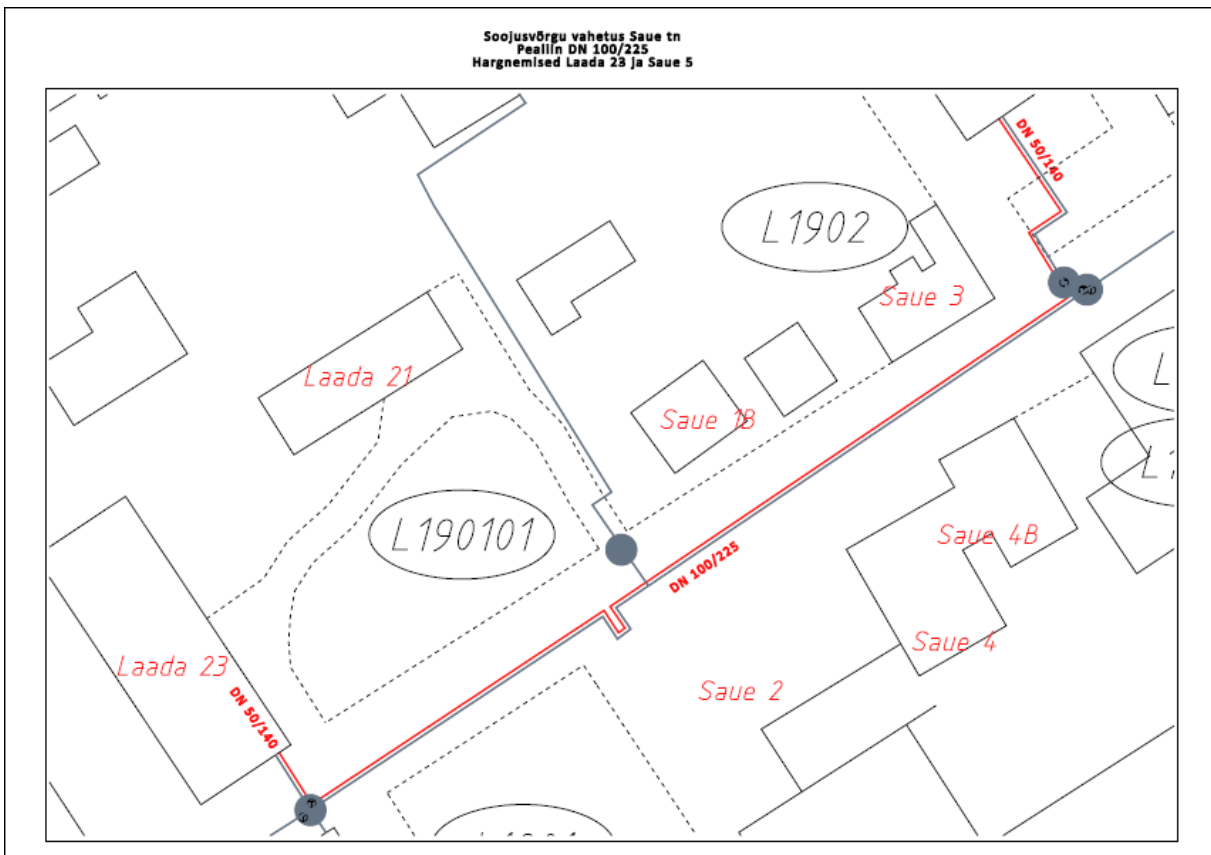 Soojusvõrgu vahetus Saue tn
Pealiin DN 100/225
Hargnemised Laada 23 ja Saue 5
DN 50/140
L1902
Saue 3
Laada 21
Saue 1B
L190101
DN 100/225
Saue 4B
Saue 4
Laada 23
Saue 2
DN 50/140